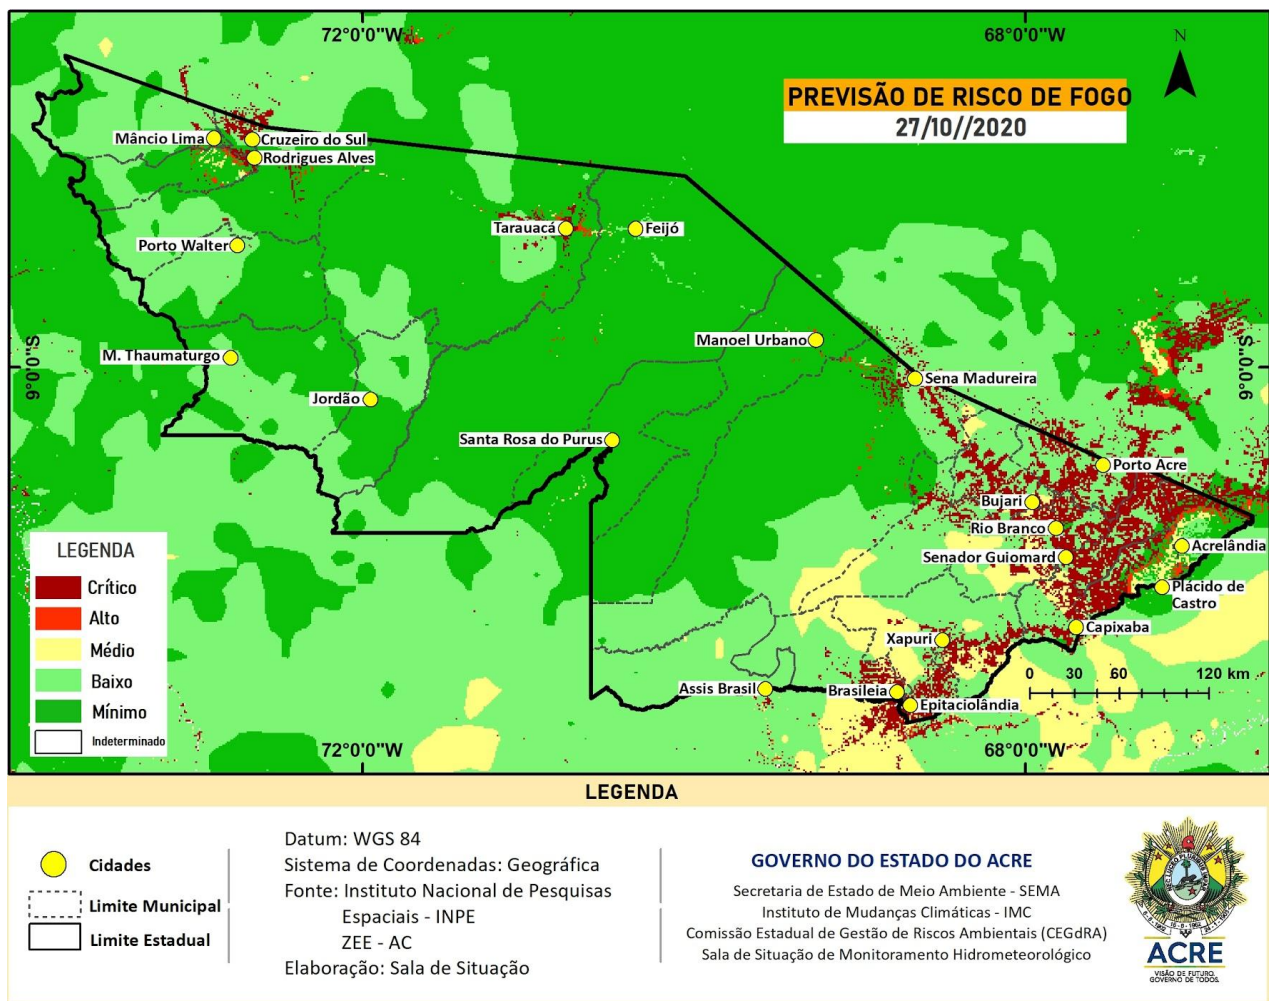 72°0'0"W
68°0'0"W
N
PREVISÃO DE RISCO DE FOGO
27/10//2020
Mâncio Lima
Cruzeiro do Sul
Rodrigues Alves
Tarauacá
Feijó
Porto Walter
9°0'0"S
M. Thaumaturgo
Manoel Urbano
9°0'0"S
Jordão
Sena Madureira
Santa Rosa do Purus
Porto Acre
Bujari
Rio Branco
Acrelândia
Senador Guiomard
Plácido de
Castro
Capixaba
Xapuri
Assis Brasil
Brasileia
Epitaciolândia
0 30 60 120 km
LEGENDA
Crítico
Alto
Médio
Baixo
Mínimo
Indeterminado
72°0'0"W
68°0'0"W
LEGENDA
Cidades
Limite Municipal
Limite Estadual
Datum: WGS 84
Sistema de Coordenadas: Geográfica
Fonte: Instituto Nacional de Pesquisas
Espaciais - INPE
ZEE - AC
Elaboração: Sala de Situação
GOVERNO DO ESTADO DO ACRE
Secretaria de Estado de Meio Ambiente - SEMA
Instituto de Mudanças Climáticas - IMC
Comissão Estadual de Gestão de Riscos Ambientais (CEGdRA)
Sala de Situação de Monitoramento Hidrometeorológico
ACRE
VISÃO DE FUTURO.
GOVERNO DE TODOS.